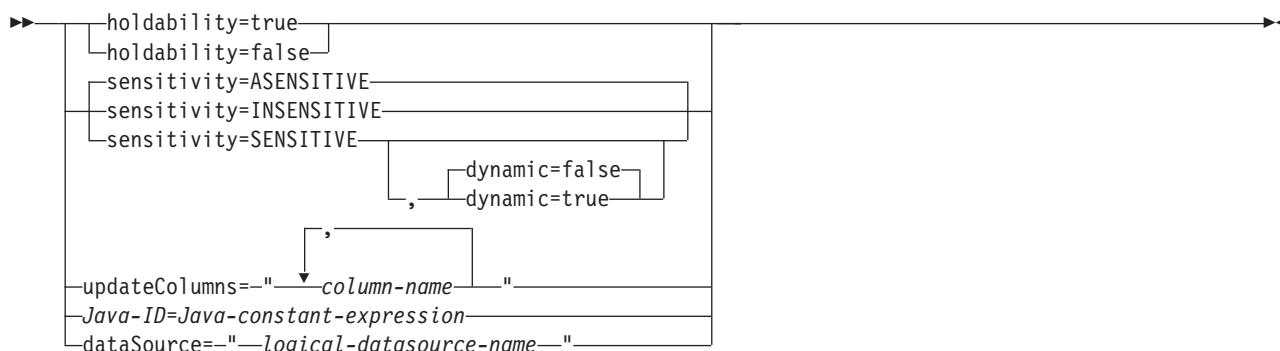 holdability=true
holdability=false
sensitivity=ASENSITIVE
sensitivity=INSENSITIVE
sensitivity=SENSITIVE
dynamic=false
, dynamic=true
,
updateColumns= " column-name "
Java-ID=Java-constant-expression
dataSource= " logical-datasource-name "